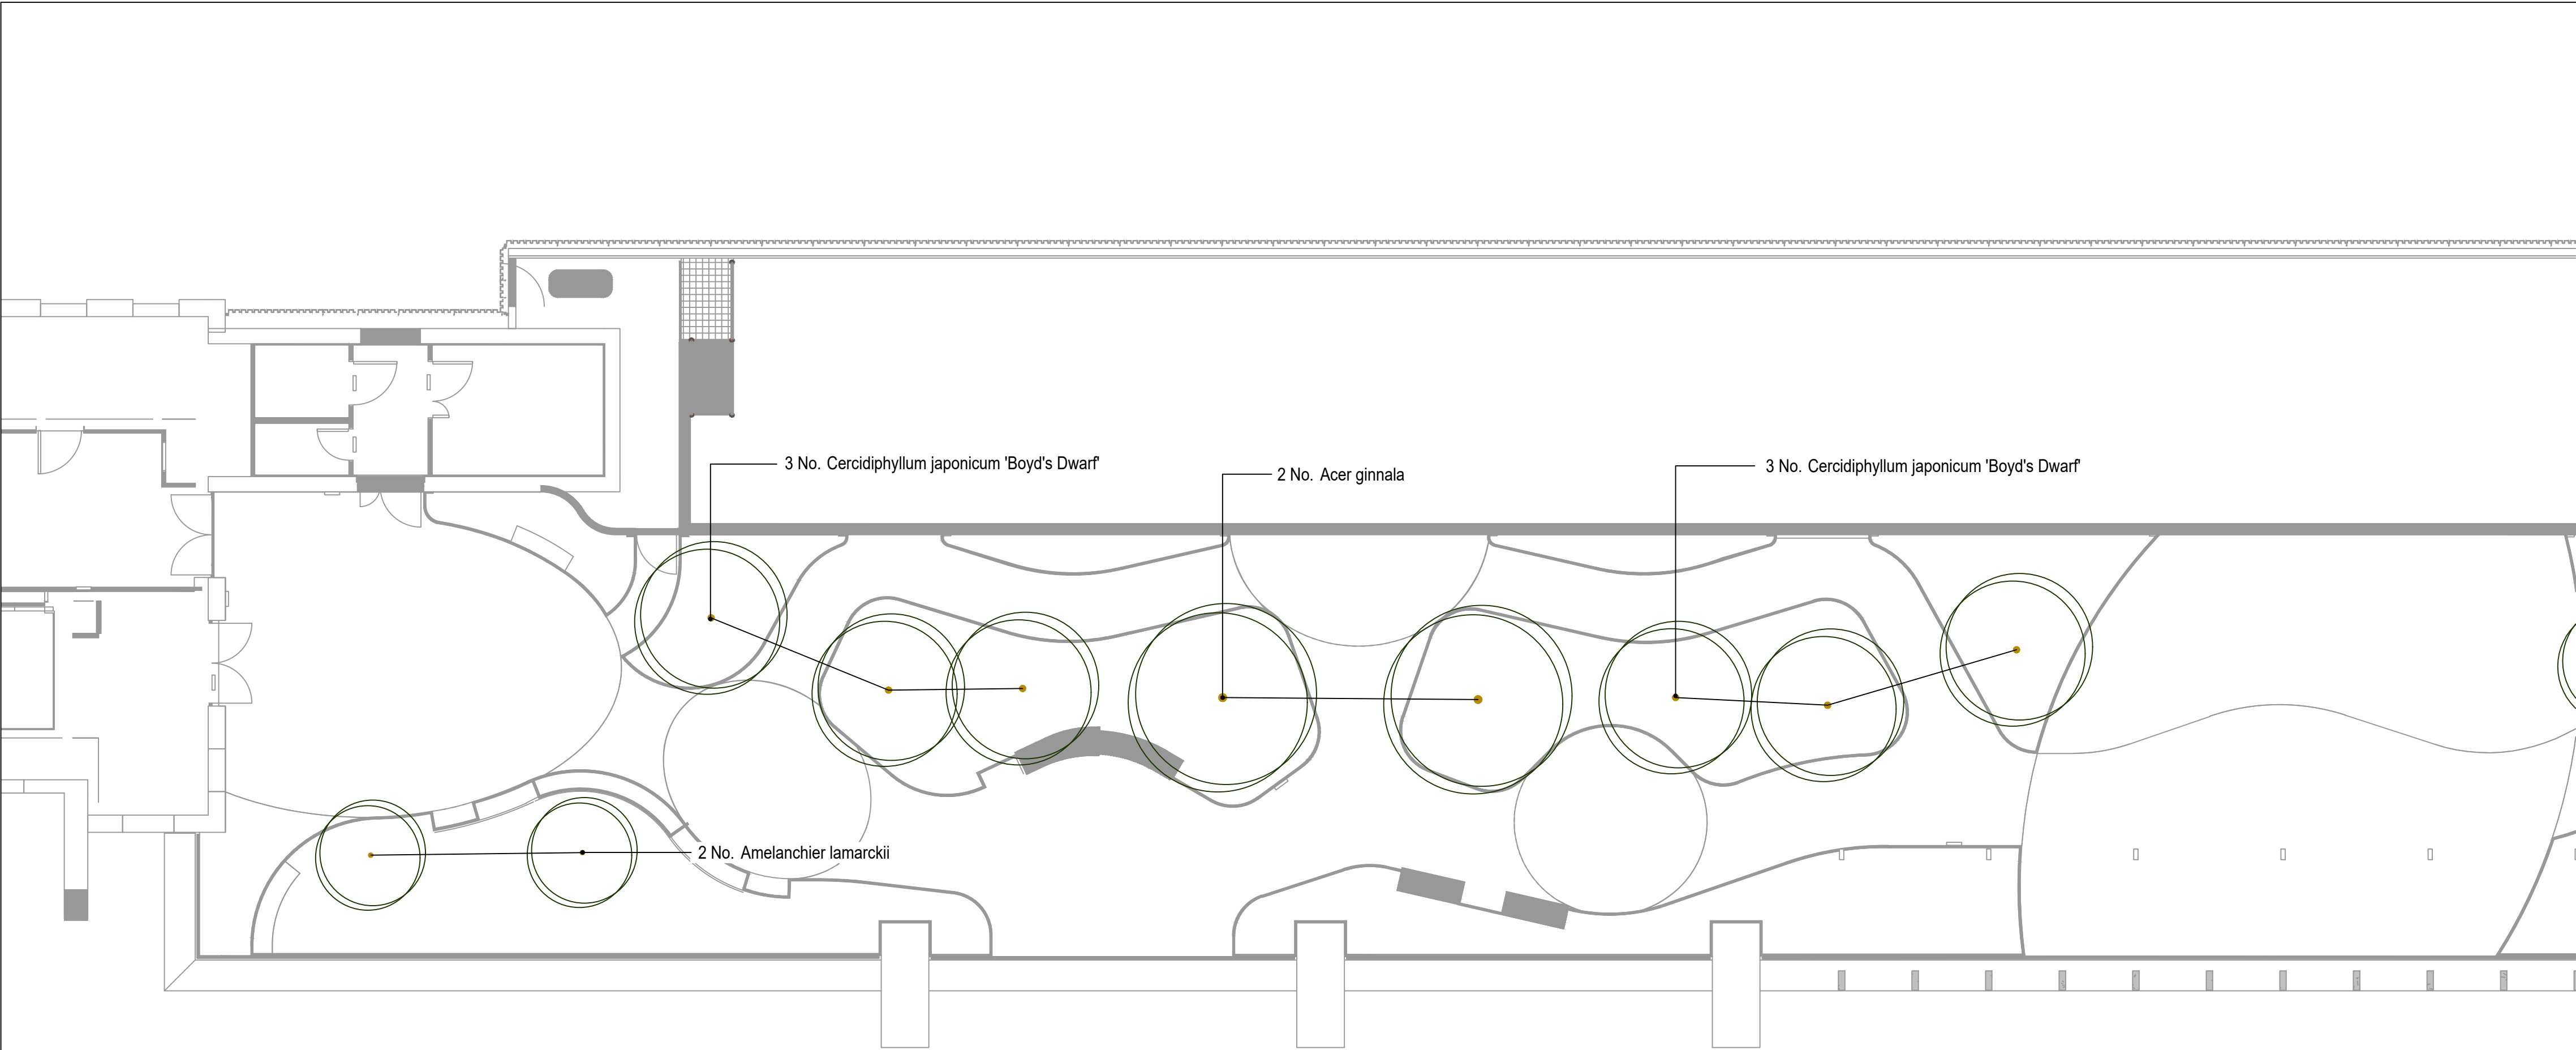 3 No. Cercidiphyllum japonicum 'Boyd's Dwarf'
2 No. Acer ginnala
3 No. Cercidiphyllum japonicum 'Boyd's Dwarf'
2 No. Amelanchier lamarckii